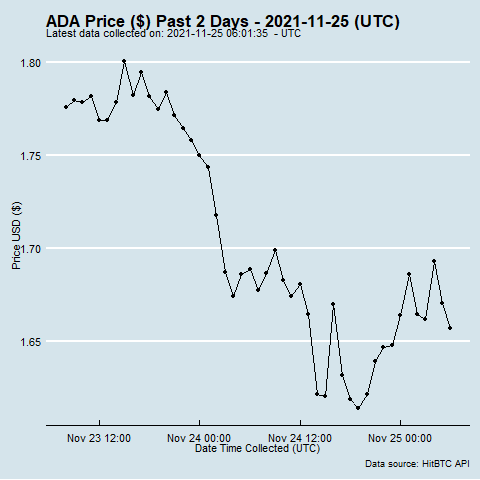 ADA Price ($) Past 2 Days - 2021-11-25 (UTC)
Latest data collected on: 2021-11-25 06:01:35  - UTC
1.80
1.75
1.70
1.65
Price USD ($)
Nov 23 12:00 Nov 24 00:00 Nov 24 12:00 Nov 25 00:00
Date Time Collected (UTC)
Data source: HitBTC API